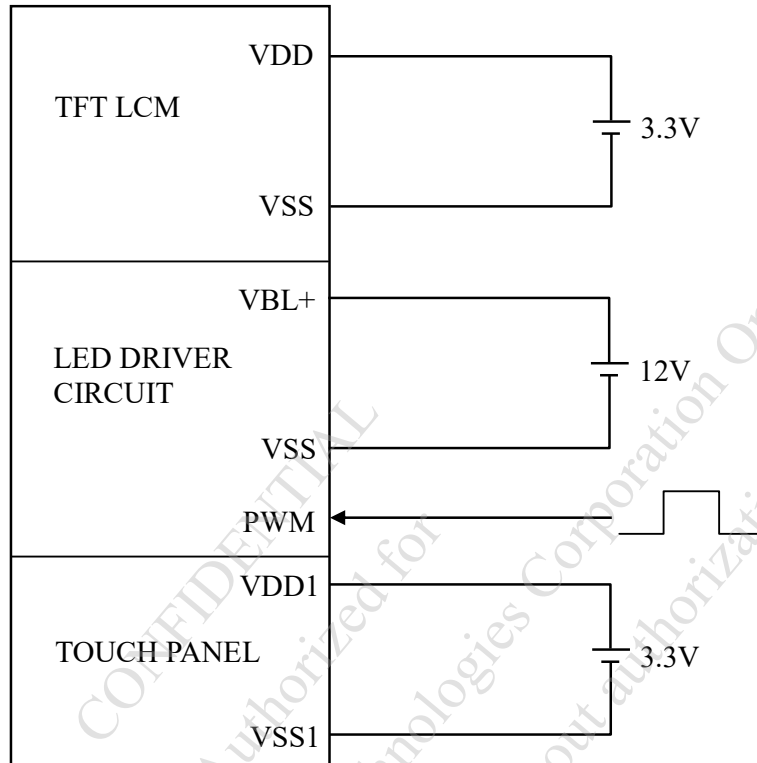 VDD
TFT LCM
3.3V
VSS
VBL+
LED DRIVER
CIRCUIT
12V
VSS
PWM
VDD1
TOUCH PANEL
3.3V
VSS1
CONFIDENTIAL
Authorized for
Technologies Corporation
authorization